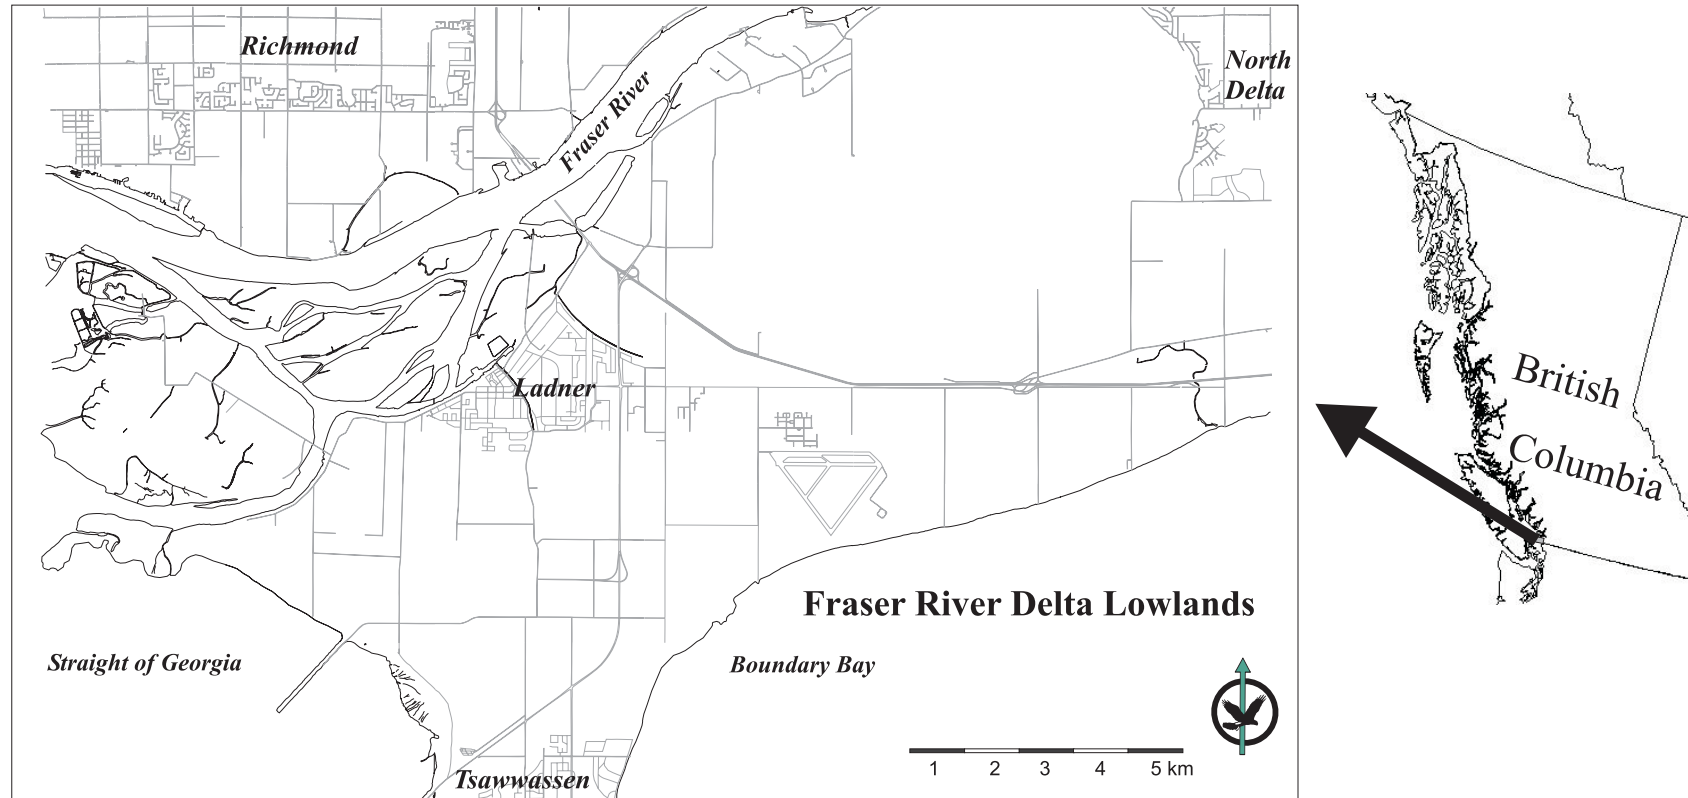 Richmond
North
Delta
Fraser River
British
Columbia
Ladner
Fraser River Delta Lowlands
Straight of Georgia
Boundary Bay
Tsawwassen
1 2 3 4 5 km